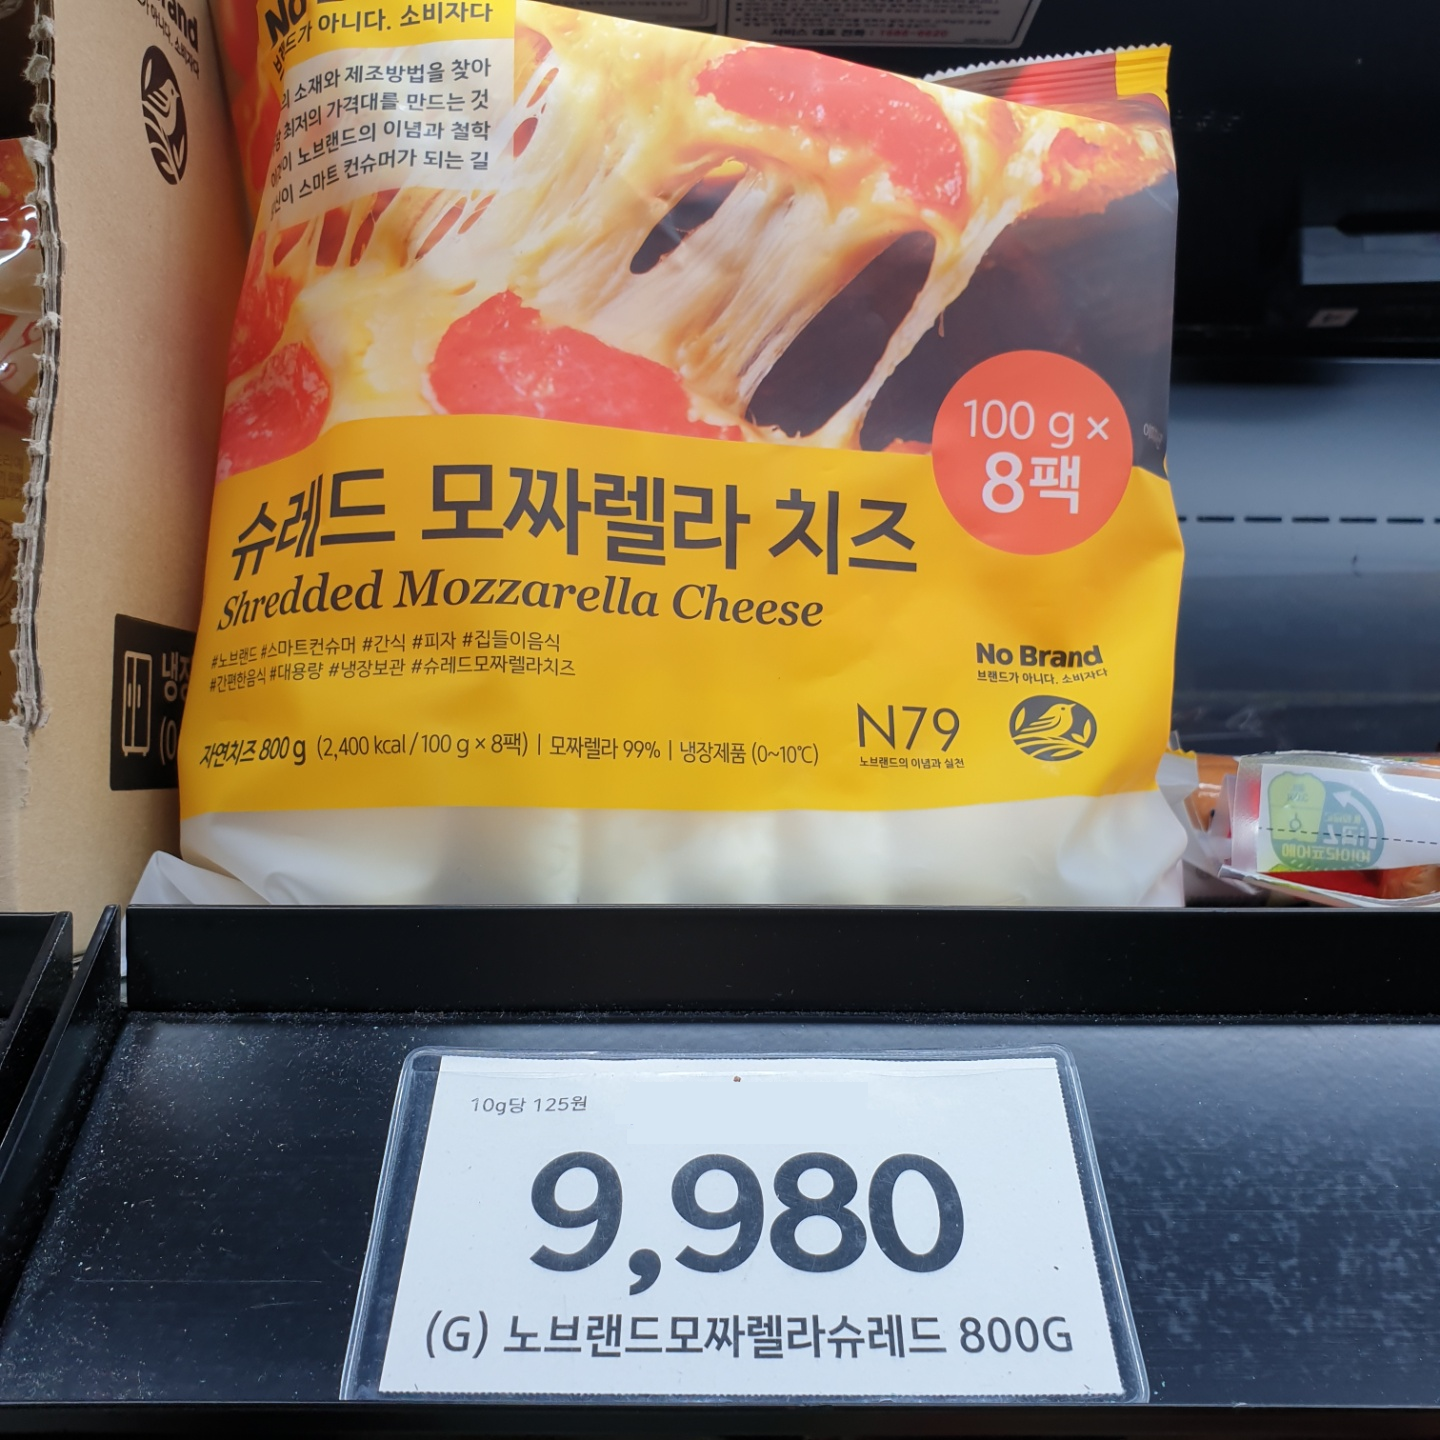 No Brand
브랜드가 아니다. 소비자다
소재와 제조방법을 찾아
최저의 가격대를 만드는 것
노브랜드의 이념과 철학
스마트 컨슈머가 되는 길
100 g ×
8팩
슈레드 모짜렐라 치즈
Shredded Mozzarella Cheese
#노브랜드 #스마트컨슈머 #간식 #피자 #집들이음식
#간편한음식 #대용량 #냉장보관 #슈레드모짜렐라치즈
No Brand
브랜드가 아니다. 소비자다
N79
노브랜드의 이념과 실천
자연치즈 800 g (2,400 kcal / 100 g × 8팩) | 모짜렐라 99% | 냉장제품 (0~10℃)
10g당 125원
9,980
(G) 노브랜드모짜렐라슈레드 800G